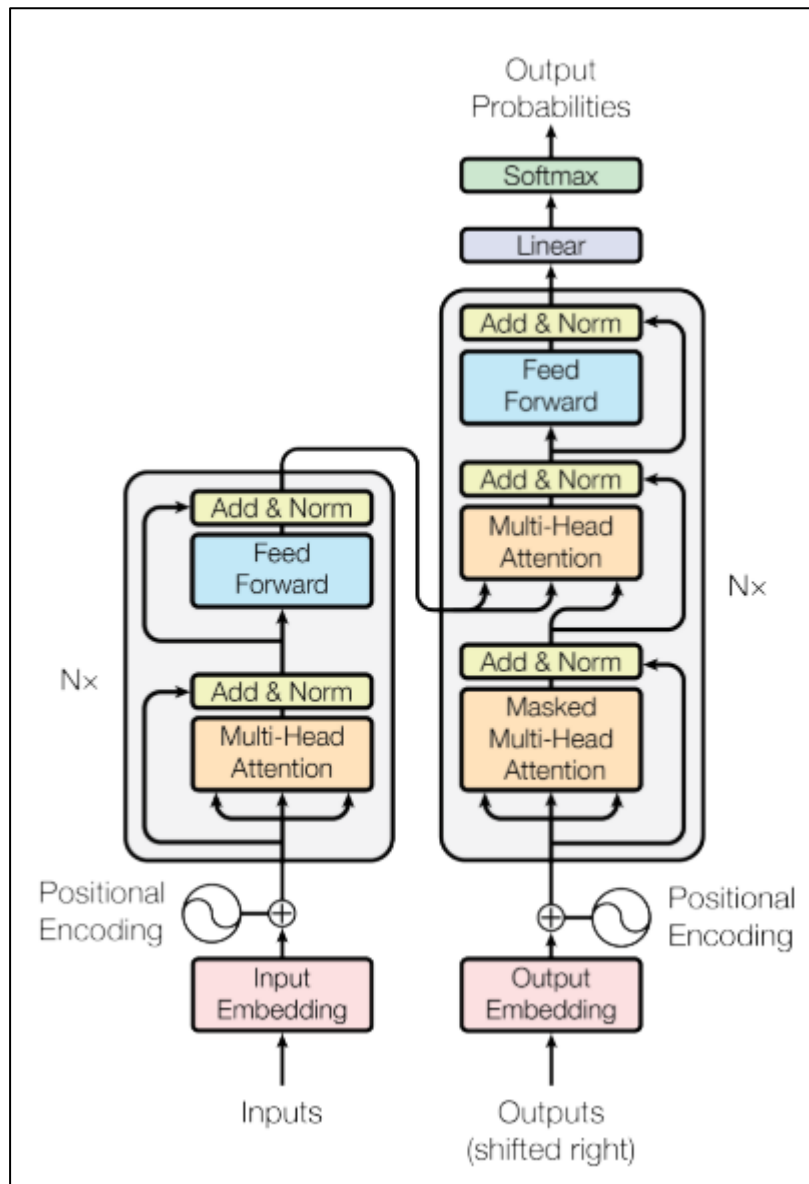 Output
Probabilities
Softmax
Linear
Add & Norm
Feed
Forward
Add & Norm
Multi-Head
Attention
Add & Norm
Masked
Multi-Head
Attention
N×
Add & Norm
Feed
Forward
Add & Norm
Multi-Head
Attention
N×
Positional
Encoding
Positional
Encoding
Input
Embedding
Output
Embedding
Inputs
Outputs
(shifted right)